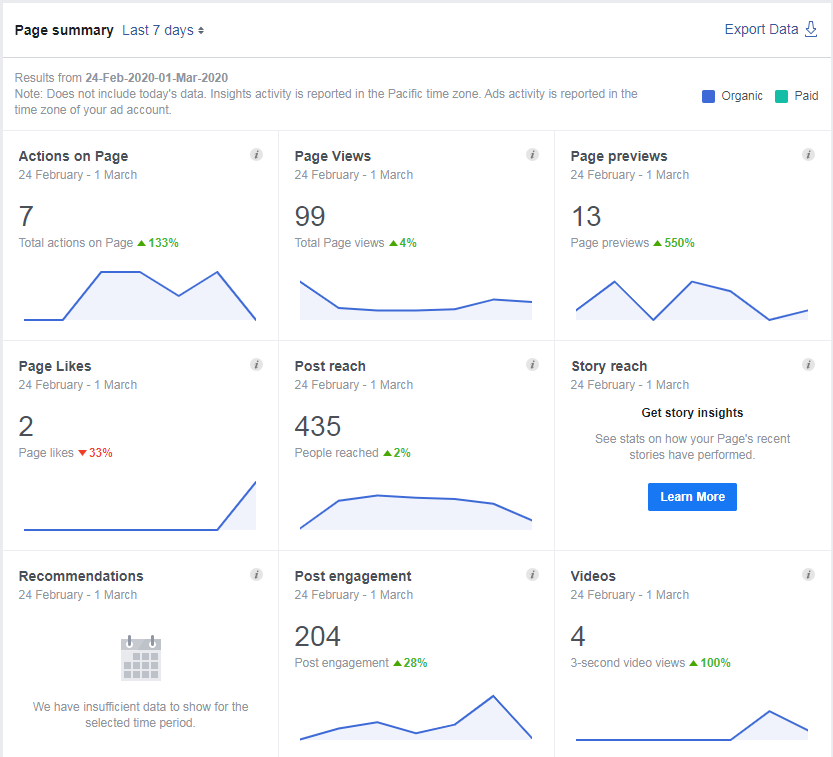 Page summary Last 7 days
Export Data
Results from 24-Feb-2020-01-Mar-2020
Note: Does not include today's data. Insights activity is reported in the Pacific time zone. Ads activity is reported in the
time zone of your ad account.
Organic Paid
Actions on Page
24 February - 1 March
7
Total actions on Page 133%
Page Views
24 February - 1 March
99
Total Page views 4%
Page previews
24 February - 1 March
13
Page previews 550%
Page Likes
24 February - 1 March
2
Page likes 33%
Post reach
24 February - 1 March
435
People reached 2%
Story reach
24 February - 1 March
Get story insights
See stats on how your Page's recent
stories have performed.
Learn More
Recommendations
24 February - 1 March
We have insufficient data to show for the
selected time period.
Post engagement
24 February - 1 March
204
Post engagement 28%
Videos
24 February - 1 March
4
3-second video views 100%